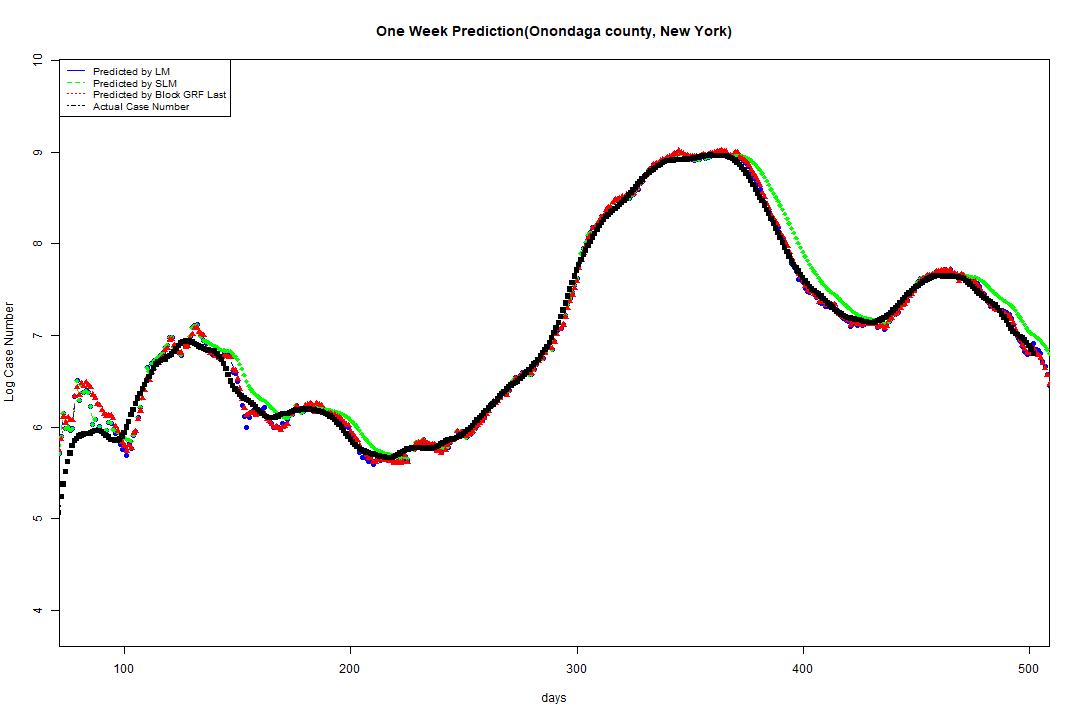 One Week Prediction(Onondaga county, New York)
Predicted by LM
Predicted by SLM
Predicted by Block GRF Last
Actual Case Number
10
9
8
7
6
5
4
Log Case Number
100 200 300 400 500
days